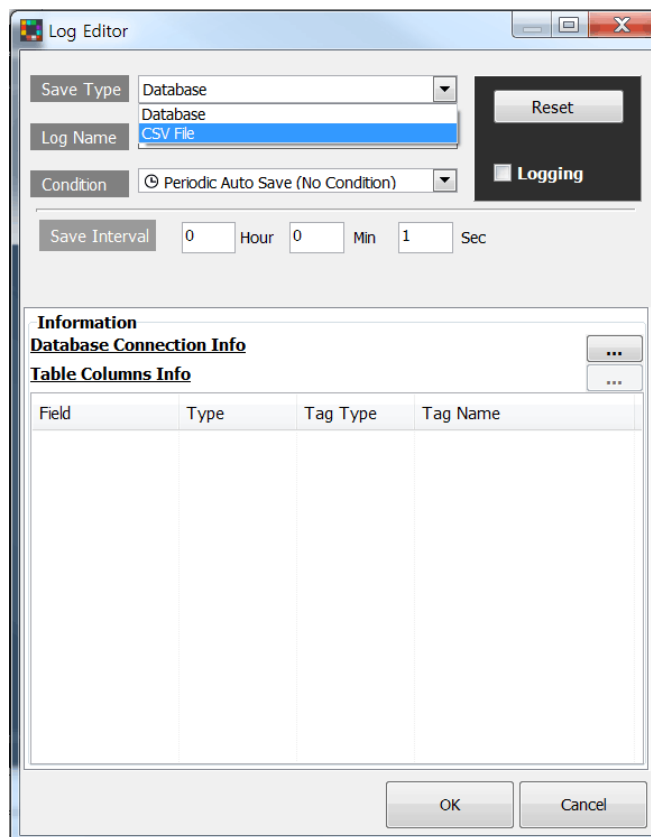 Log Editor
Save Type
Database
Database
CSV File
Log Name
Condition
Periodic Auto Save (No Condition)
Reset
Logging
Save Interval
0 Hour 0 Min 1 Sec
Information
Database Connection Info
...
Table Columns Info
...
Field Type Tag Type Tag Name
OK Cancel